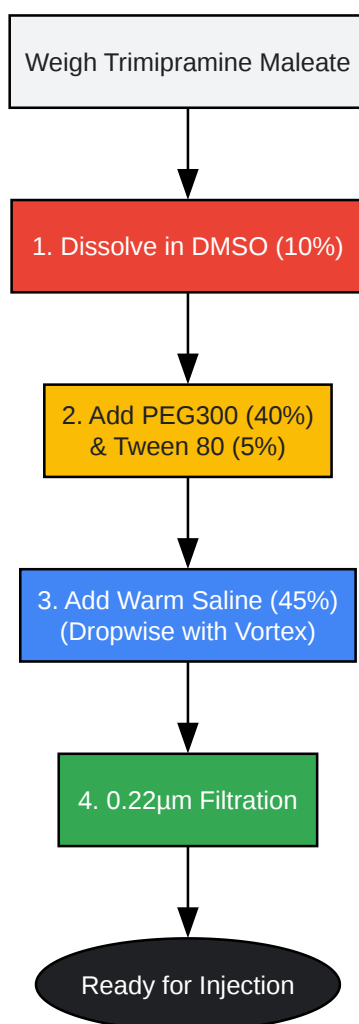 Weigh Trimipramine Maleate
1. Dissolve in DMSO (10%)
2. Add PEG300 (40%)
& Tween 80 (5%)
3. Add Warm Saline (45%)
(Dropwise with Vortex)
4. 0.22µm Filtration
Ready for Injection